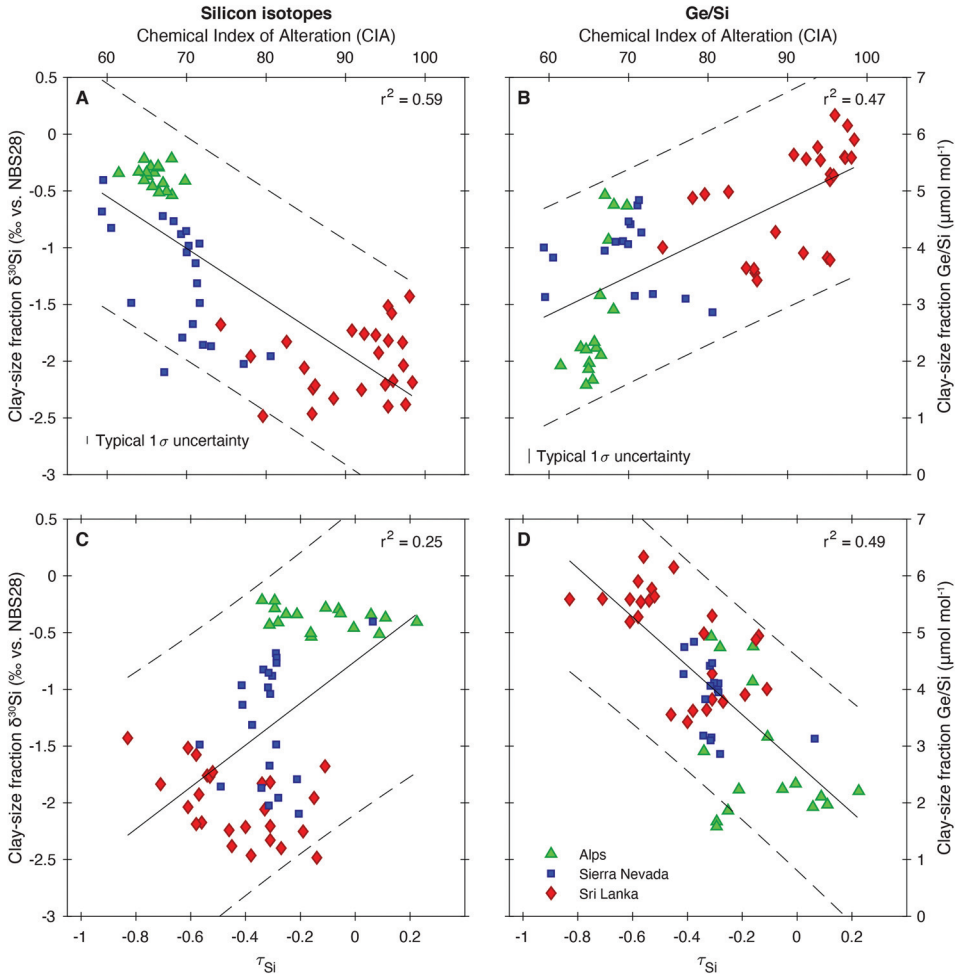 Silicon isotopes
Chemical Index of Alteration (CIA)
60 70 80 90 100
Ge/Si
Chemical Index of Alteration (CIA)
60 70 80 90 100
A
r² = 0.59
0.5
0
-0.5
-1
-1.5
-2
-2.5
-3
Clay-size fraction δ³⁰Si (‰ vs. NBS28)
Typical 1σ uncertainty
B
r² = 0.47
7
6
5
4
3
2
1
0
Clay-size fraction Ge/Si (µmol mol⁻¹)
Typical 1σ uncertainty
C
r² = 0.25
0.5
0
-0.5
-1
-1.5
-2
-2.5
-3
Clay-size fraction δ³⁰Si (‰ vs. NBS28)
-1 -0.8 -0.6 -0.4 -0.2 0 0.2
τSi
D
r² = 0.49
7
6
5
4
3
2
1
0
Clay-size fraction Ge/Si (µmol mol⁻¹)
Alps
Sierra Nevada
Sri Lanka
-1 -0.8 -0.6 -0.4 -0.2 0 0.2
τSi